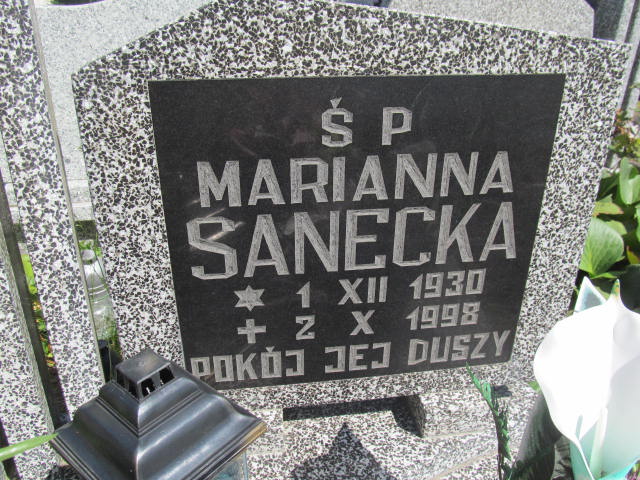 Ś P
MARIANNA
SANECKA
✡ 1 XII 1930
+ 2 X 1998
POKÓJ JEJ DUSZY